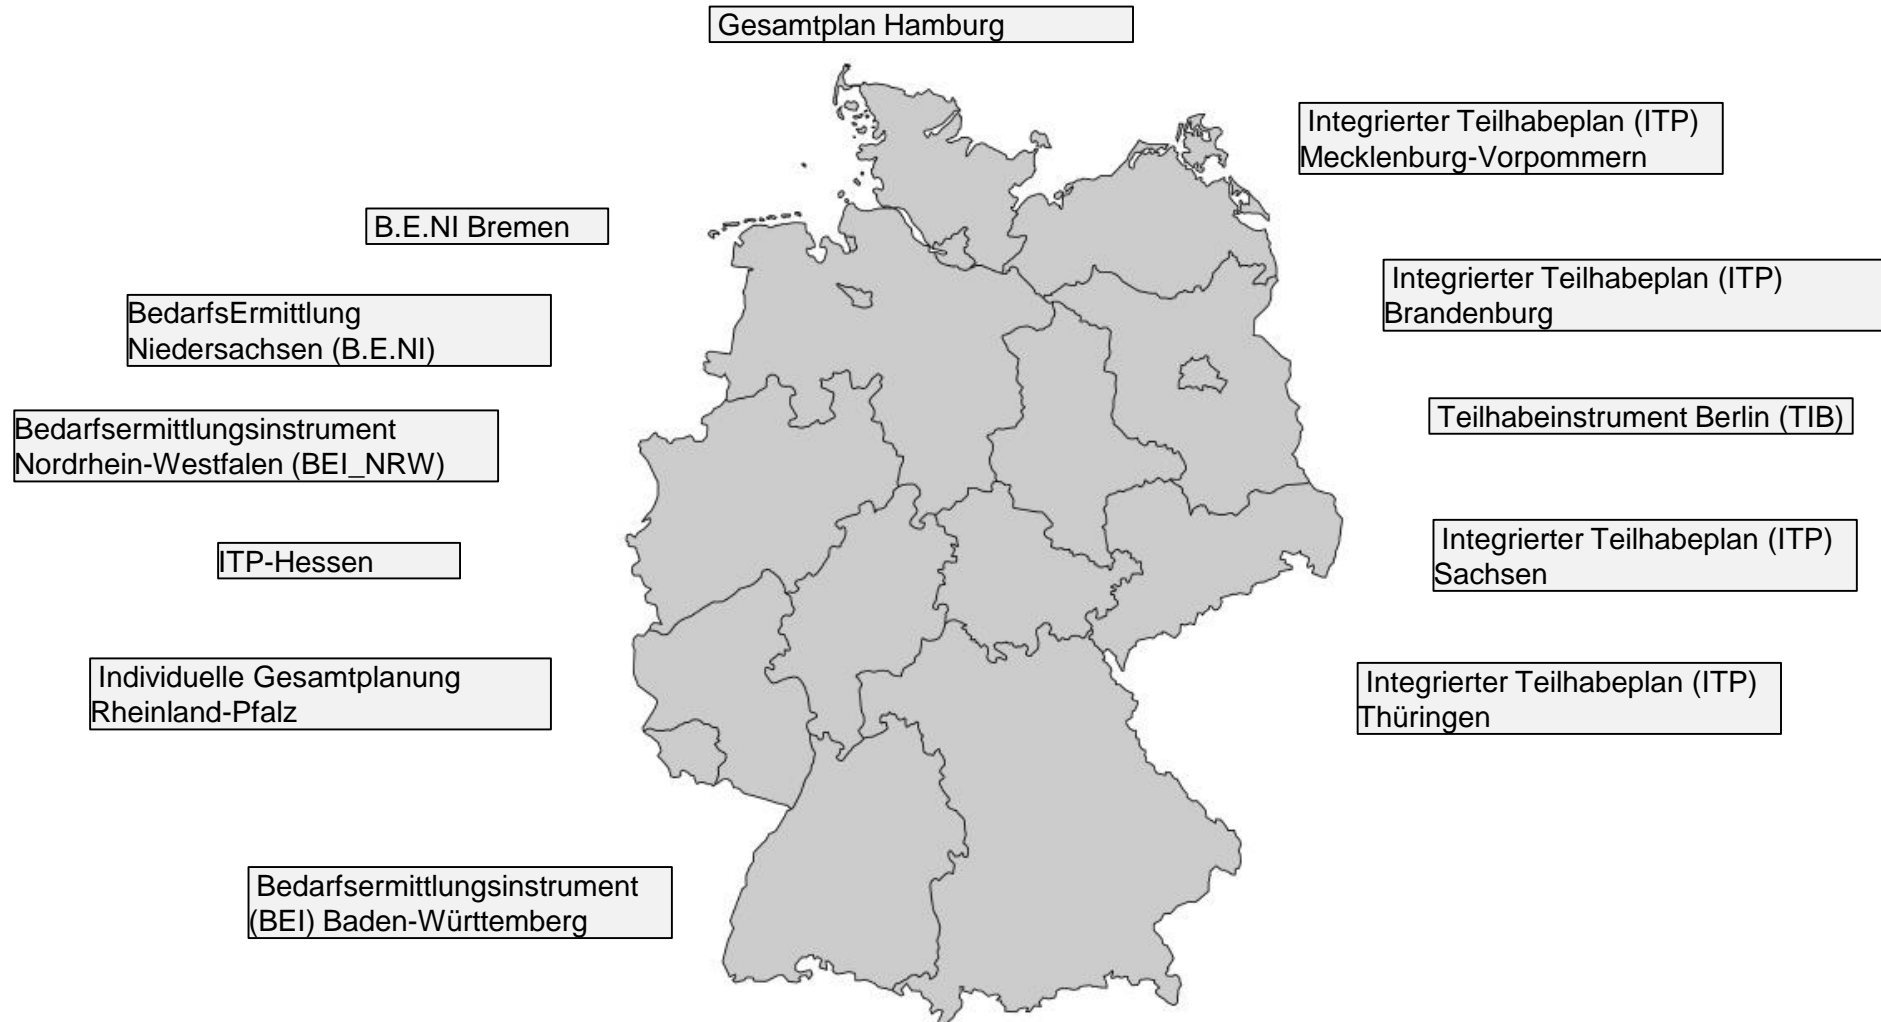 Gesamtplan Hamburg
Integrierter Teilhabeplan (ITP)
Mecklenburg-Vorpommern
B.E.NI Bremen
Integrierter Teilhabeplan (ITP)
Brandenburg
BedarfsErmittlung
Niedersachsen (B.E.NI)
Teilhabeinstrument Berlin (TIB)
Bedarfsermittlungsinstrument
Nordrhein-Westfalen (BEI_NRW)
Integrierter Teilhabeplan (ITP)
Sachsen
ITP-Hessen
Individuelle Gesamtplanung
Rheinland-Pfalz
Integrierter Teilhabeplan (ITP)
Thüringen
Bedarfsermittlungsinstrument
(BEI) Baden-Württemberg